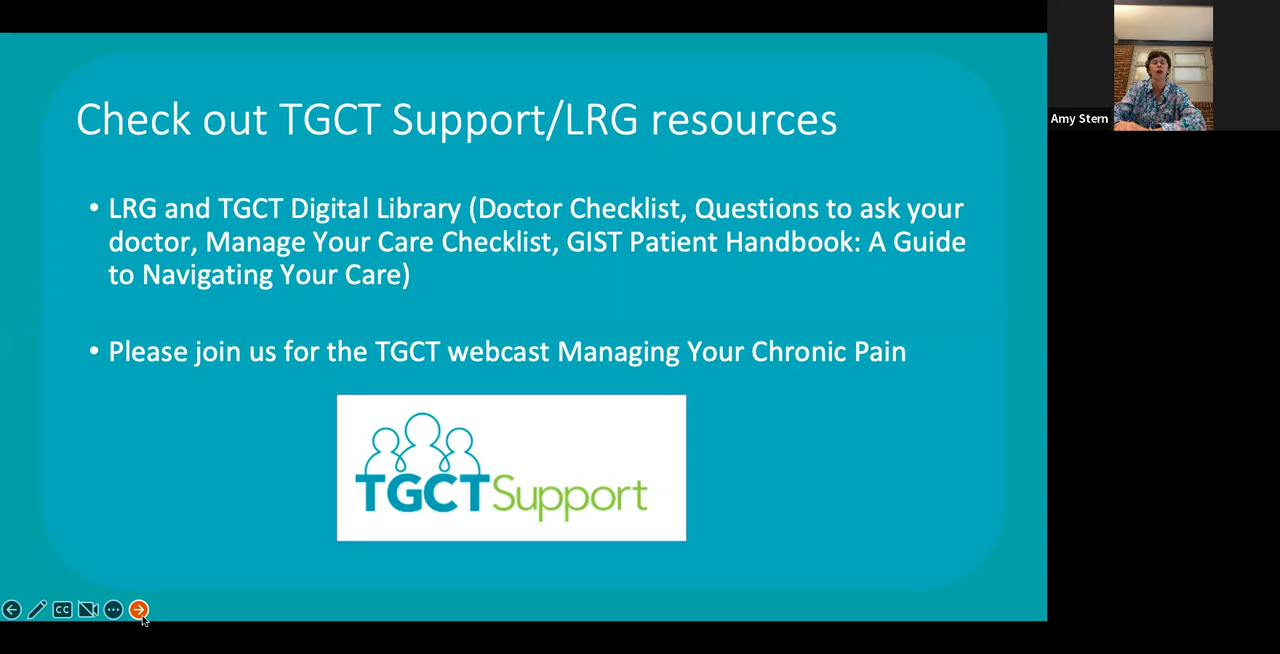 Check out TGCT Support/LRG resources
• LRG and TGCT Digital Library (Doctor Checklist, Questions to ask your
doctor, Manage Your Care Checklist, GIST Patient Handbook: A Guide
to Navigating Your Care)
• Please join us for the TGCT webcast Managing Your Chronic Pain
TGCTSupport
CC
Amy Stern